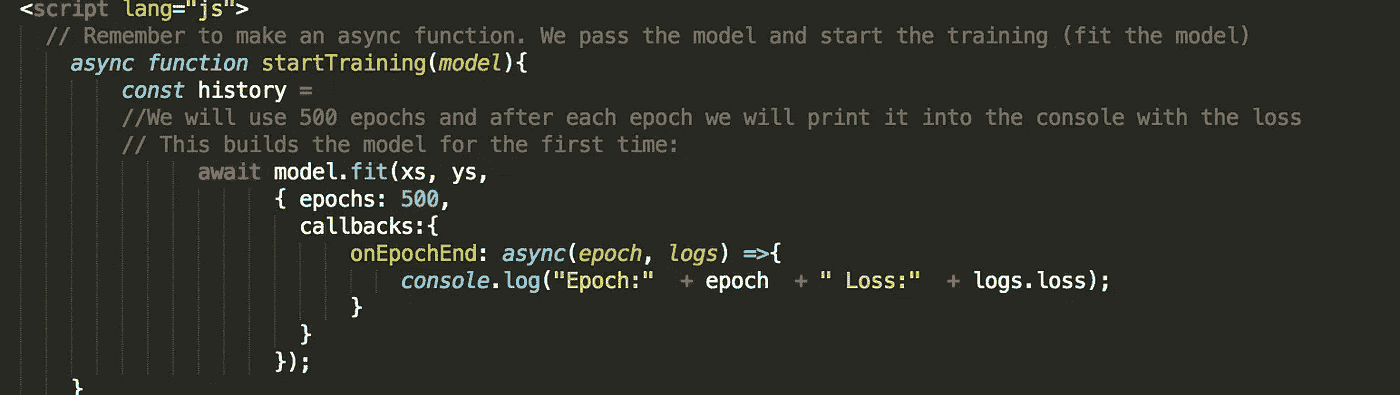 <script lang="js">
// Remember to make an async function. We pass the model and start the training (fit the model)
async function startTraining(model){
const history =
//We will use 500 epochs and after each epoch we will print it into the console with the loss
// This builds the model for the first time:
await model.fit(xs, ys,
{ epochs: 500,
callbacks:{
onEpochEnd: async(epoch, logs) =>{
console.log("Epoch:" + epoch + " Loss:" + logs.loss);
}
}
});
}